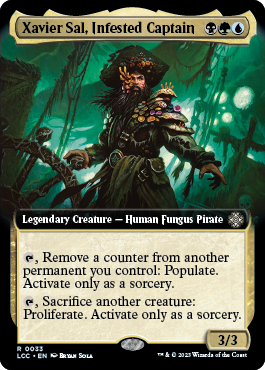 Xavier Sal, Infested Captain
Legendary Creature — Human Fungus Pirate
, Remove a counter from another
permanent you control: Populate.
Activate only as a sorcery.
, Sacrifice another creature:
Proliferate. Activate only as a sorcery.
3/3
R 0033
LCC • EN Bryan Sola
™ & © 2023 Wizards of the Coast